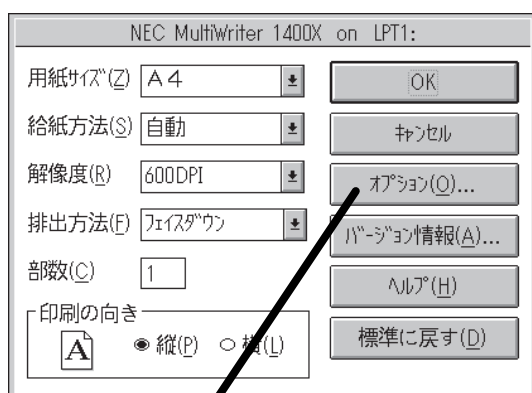 NEC MultiWriter 1400X on LPT1:
用紙ｻｲｽﾞ(Z) A4
OK
給紙方法(S) 自動
ｷｬﾝｾﾙ
解像度(R) 600DPI
ｵﾌﾟｼｮﾝ(O)...
排出方法(F) ﾌｪｲｽﾀﾞｳﾝ
ﾊﾞｰｼﾞｮﾝ情報(A)...
部数(C) 1
ﾍﾙﾌﾟ(H)
印刷の向き
A 縦(P) 横(L)
標準に戻す(D)